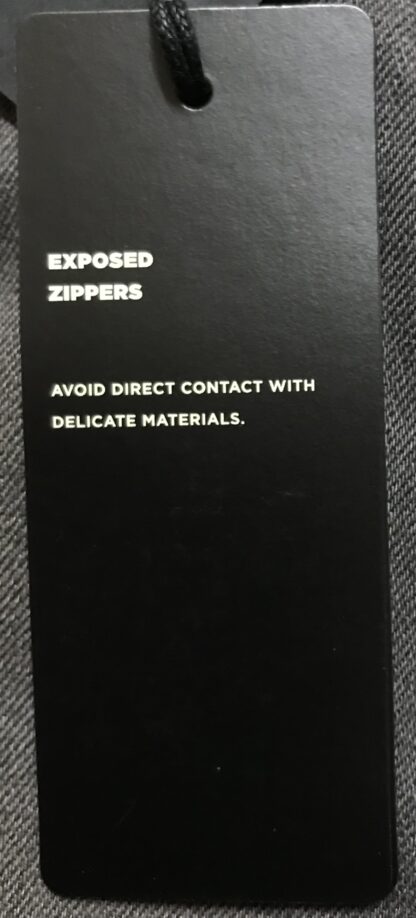 EXPOSED
ZIPPERS
AVOID DIRECT CONTACT WITH
DELICATE MATERIALS.